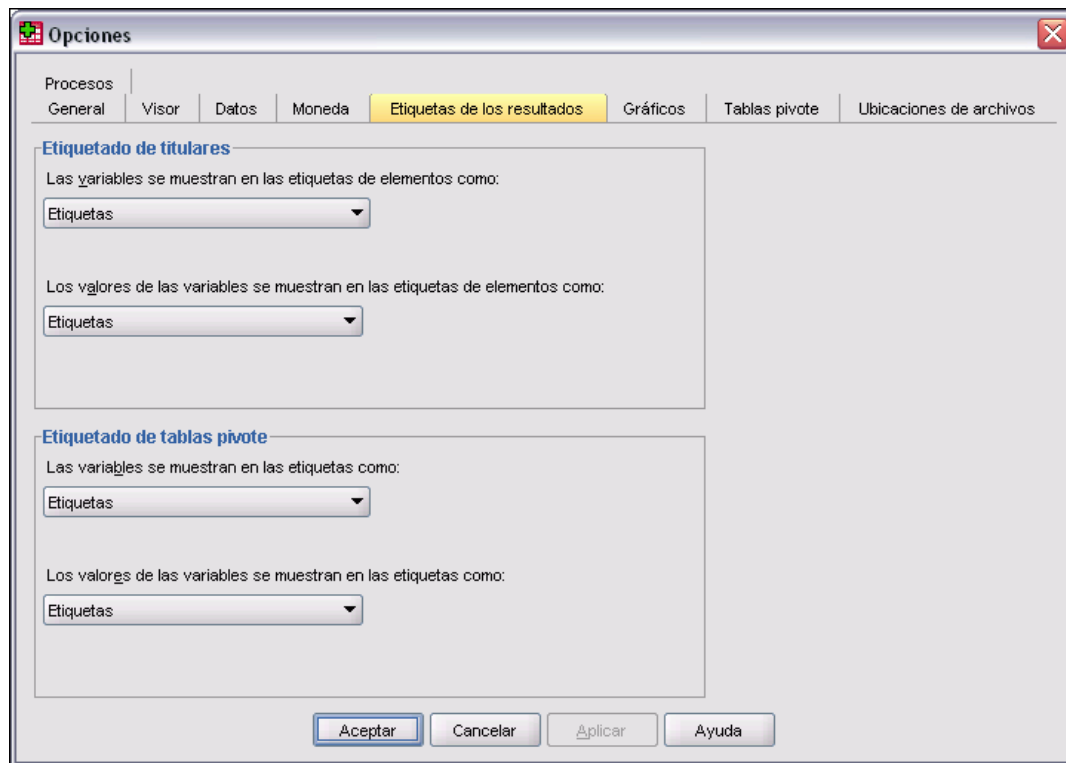 Opciones
Procesos
General Visor Datos Moneda Etiquetas de los resultados Gráficos Tablas pivote Ubicaciones de archivos
Etiquetado de titulares
Las variables se muestran en las etiquetas de elementos como:
Etiquetas
Los valores de las variables se muestran en las etiquetas de elementos como:
Etiquetas
Etiquetado de tablas pivote
Las variables se muestran en las etiquetas como:
Etiquetas
Los valores de las variables se muestran en las etiquetas como:
Etiquetas
Aceptar Cancelar Aplicar Ayuda